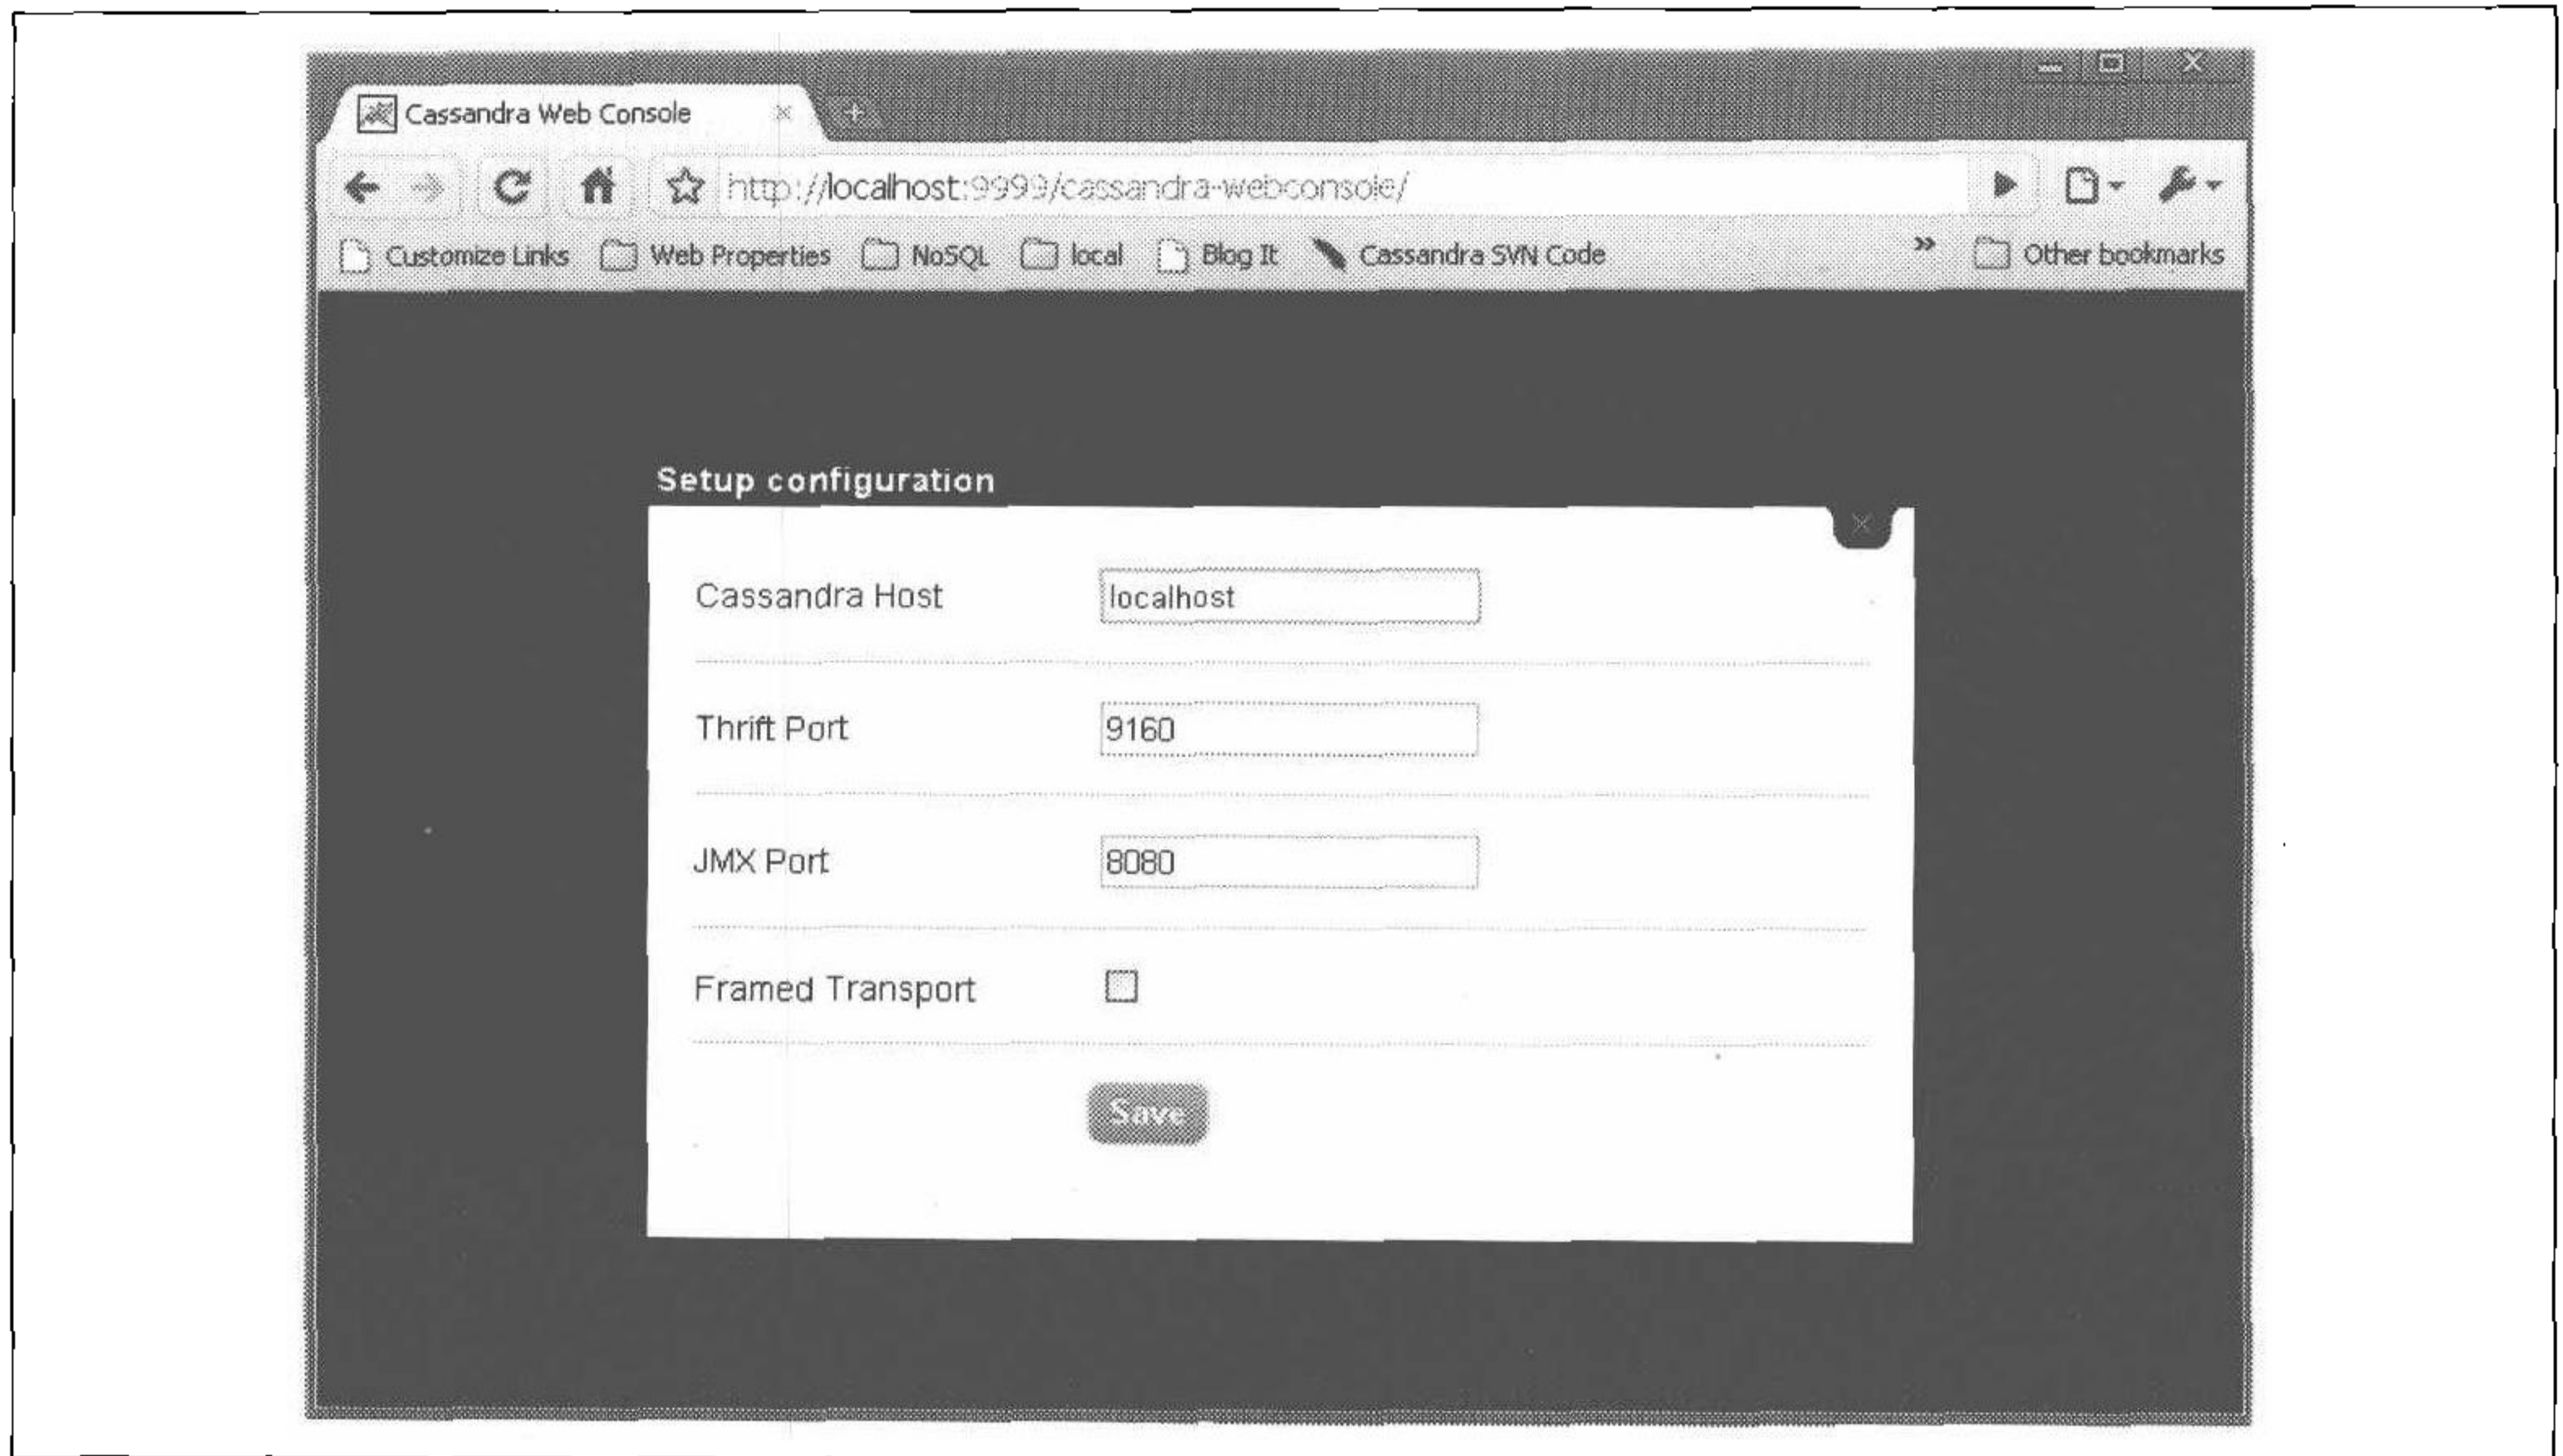 Cassandra Web Console
http://localhost:9999/cassandra-webconsole/
Customize Links Web Properties NoSQL local Blog It Cassandra SVN Code » Other bookmarks
Setup configuration
Cassandra Host localhost
Thrift Port 9160
JMX Port 8080
Framed Transport
Save